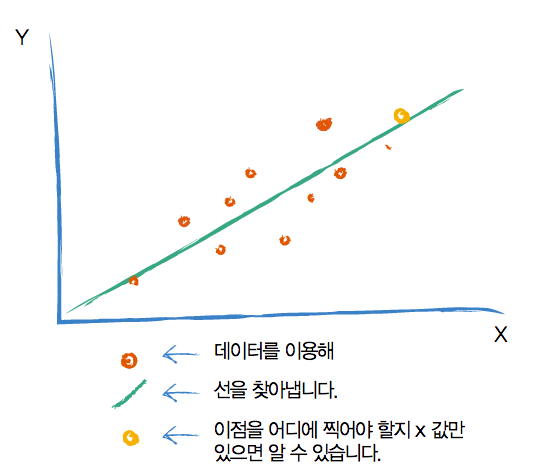 Y
X
데이터를 이용해
선을 찾아냅니다.
이점을 어디에 찍어야 할지 x 값만
있으면 알 수 있습니다.